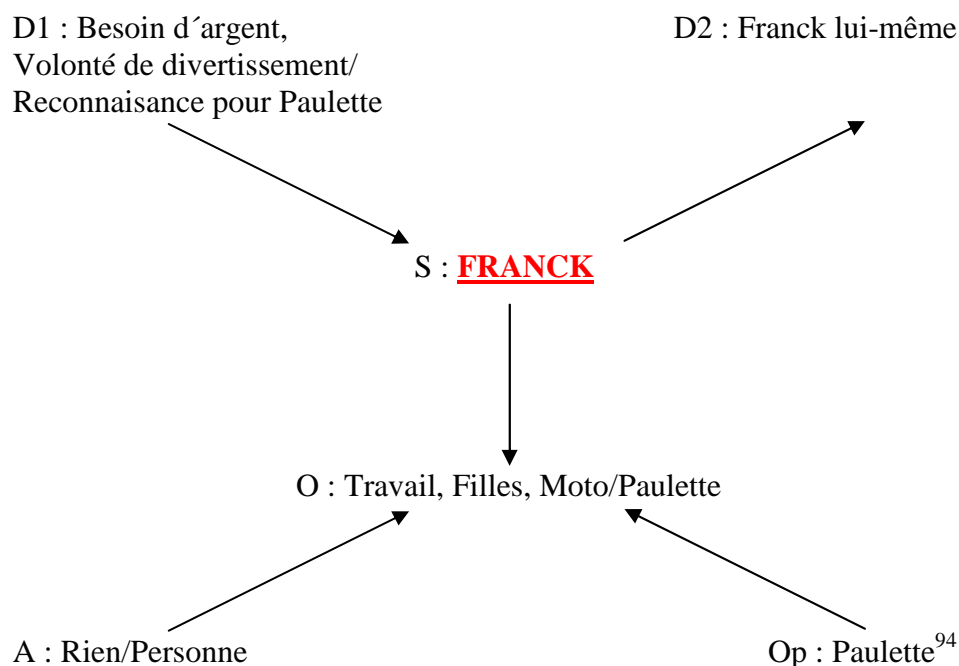 D1 : Besoin d´argent,
Volonté de divertissement/
Reconnaisance pour Paulette
D2 : Franck lui-même
S : FRANCK
O : Travail, Filles, Moto/Paulette
A : Rien/Personne
Op : Paulette94